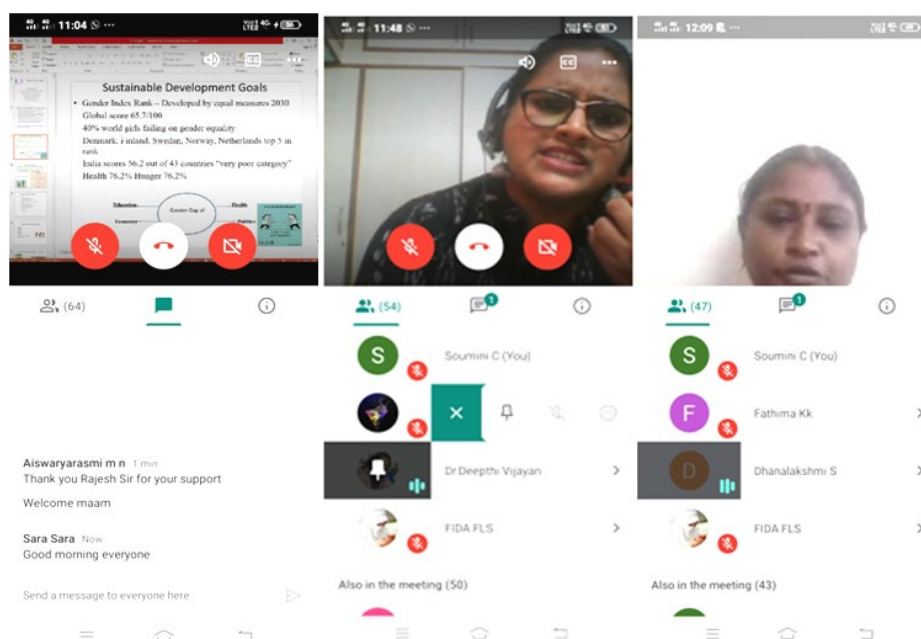 11:04
Sustainable Development Goals
• Gender Index Rank – Developed by equal measures 2030
Global score 65.7/100
40% world girls failing on gender equality
Denmark, Finland, Swedan, Norway, Netherlands top 5 in
rank
India scores 56.2 out of 43 countries "very poor category"
Health 76.2% Hunger 76.2%
Education
Health
Gender Gap of
Economy
Politics
(64)
Aiswaryarasmi m n 1 min
Thank you Rajesh Sir for your support
Welcome maam
Sara Sara Now
Good morning everyone
Send a message to everyone here
11:48
CC
(54)
1
S
Soumini C (You)
Dr.Deepthi Vijayan
FIDA FLS
Also in the meeting (50)
12:09
(47)
1
S
Soumini C (You)
F
Fathima Kk
D
Dhanalakshmi S
FIDA FLS
Also in the meeting (43)